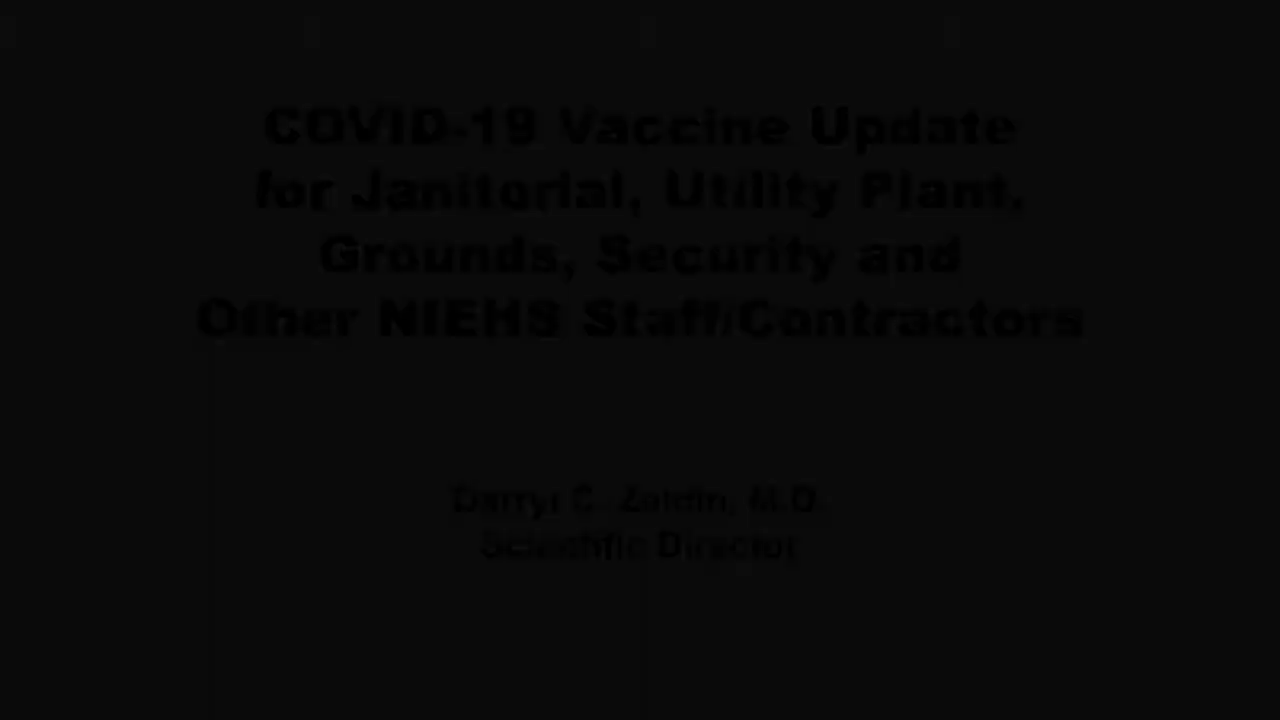 COVID-19 Vaccine Update
for Janitorial, Utility Plant,
Grounds, Security and
Other NIEHS Staff/Contractors
Darryl C. Zeldin, M.D.
Scientific Director